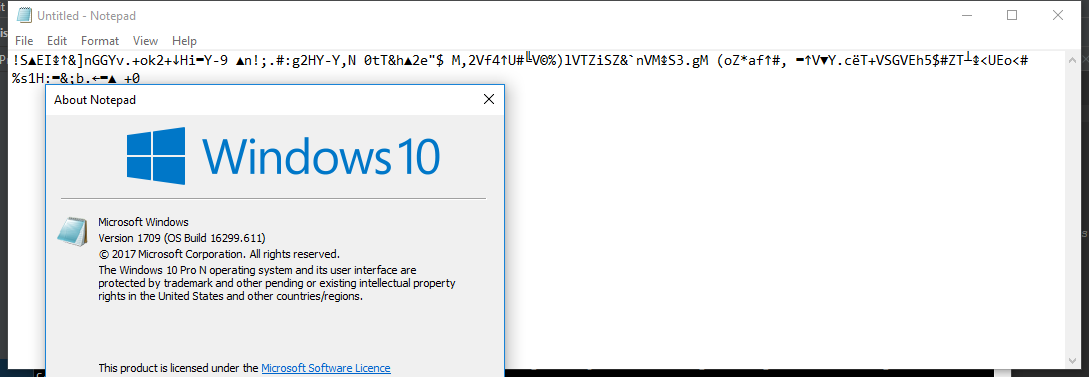 Untitled - Notepad
File Edit Format View Help
!S▲EI↨↑&]nGGYv.+ok2+↓Hi═Y-9 ▲n!;.#:g2HY-Y,N 0tT&h▲2e"$ M,2Vf4↑U#╚V©%)lVTZiSZ&`nVM↨S3.gM (oZ*af↑#, ═↑V▼Y.cëT+VSGVEh5$#ZT┴↨<UEo<#
%s1H:═&;b.←═▲ +0
About Notepad
Windows 10
Microsoft Windows
Version 1709 (OS Build 16299.611)
© 2017 Microsoft Corporation. All rights reserved.
The Windows 10 Pro N operating system and its user interface are
protected by trademark and other pending or existing intellectual property
rights in the United States and other countries/regions.
This product is licensed under the Microsoft Software Licence